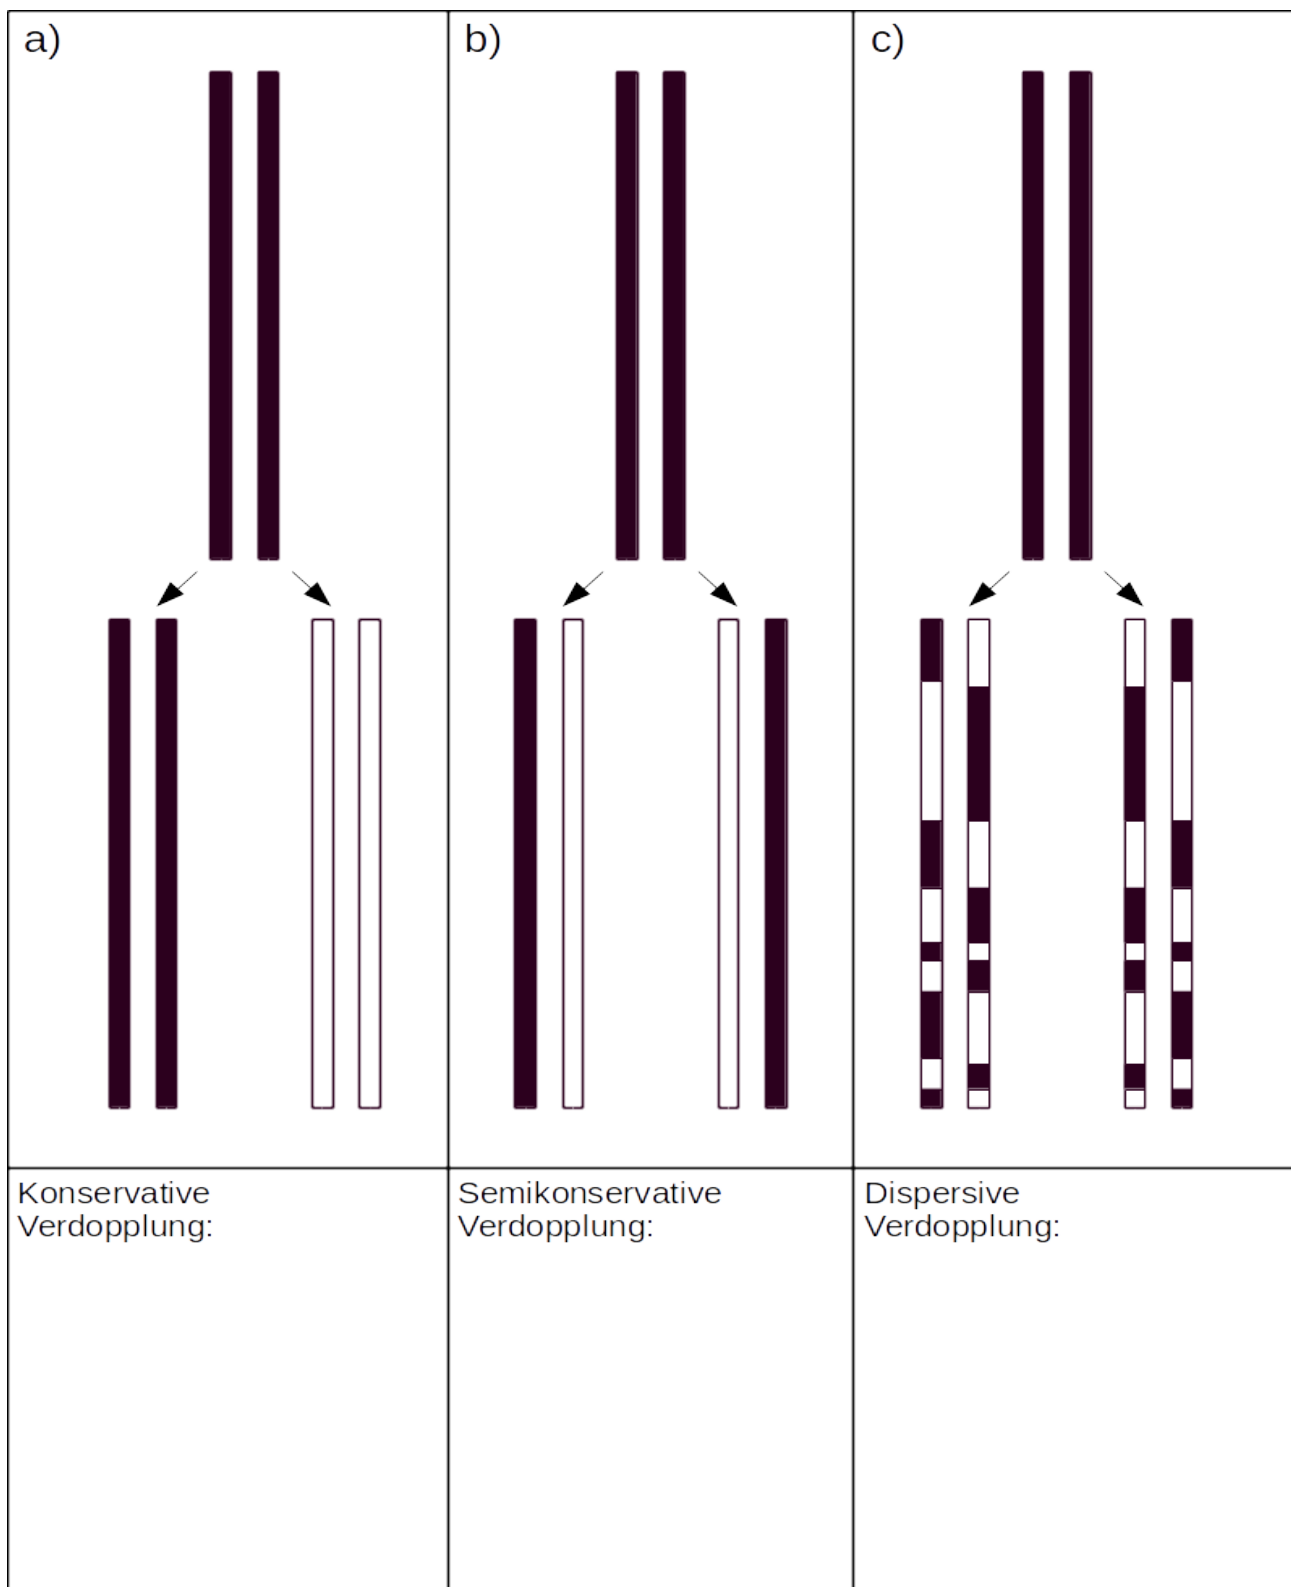 a)
b)
c)
Konservative
Verdopplung:
Semikonservative
Verdopplung:
Dispersive
Verdopplung: